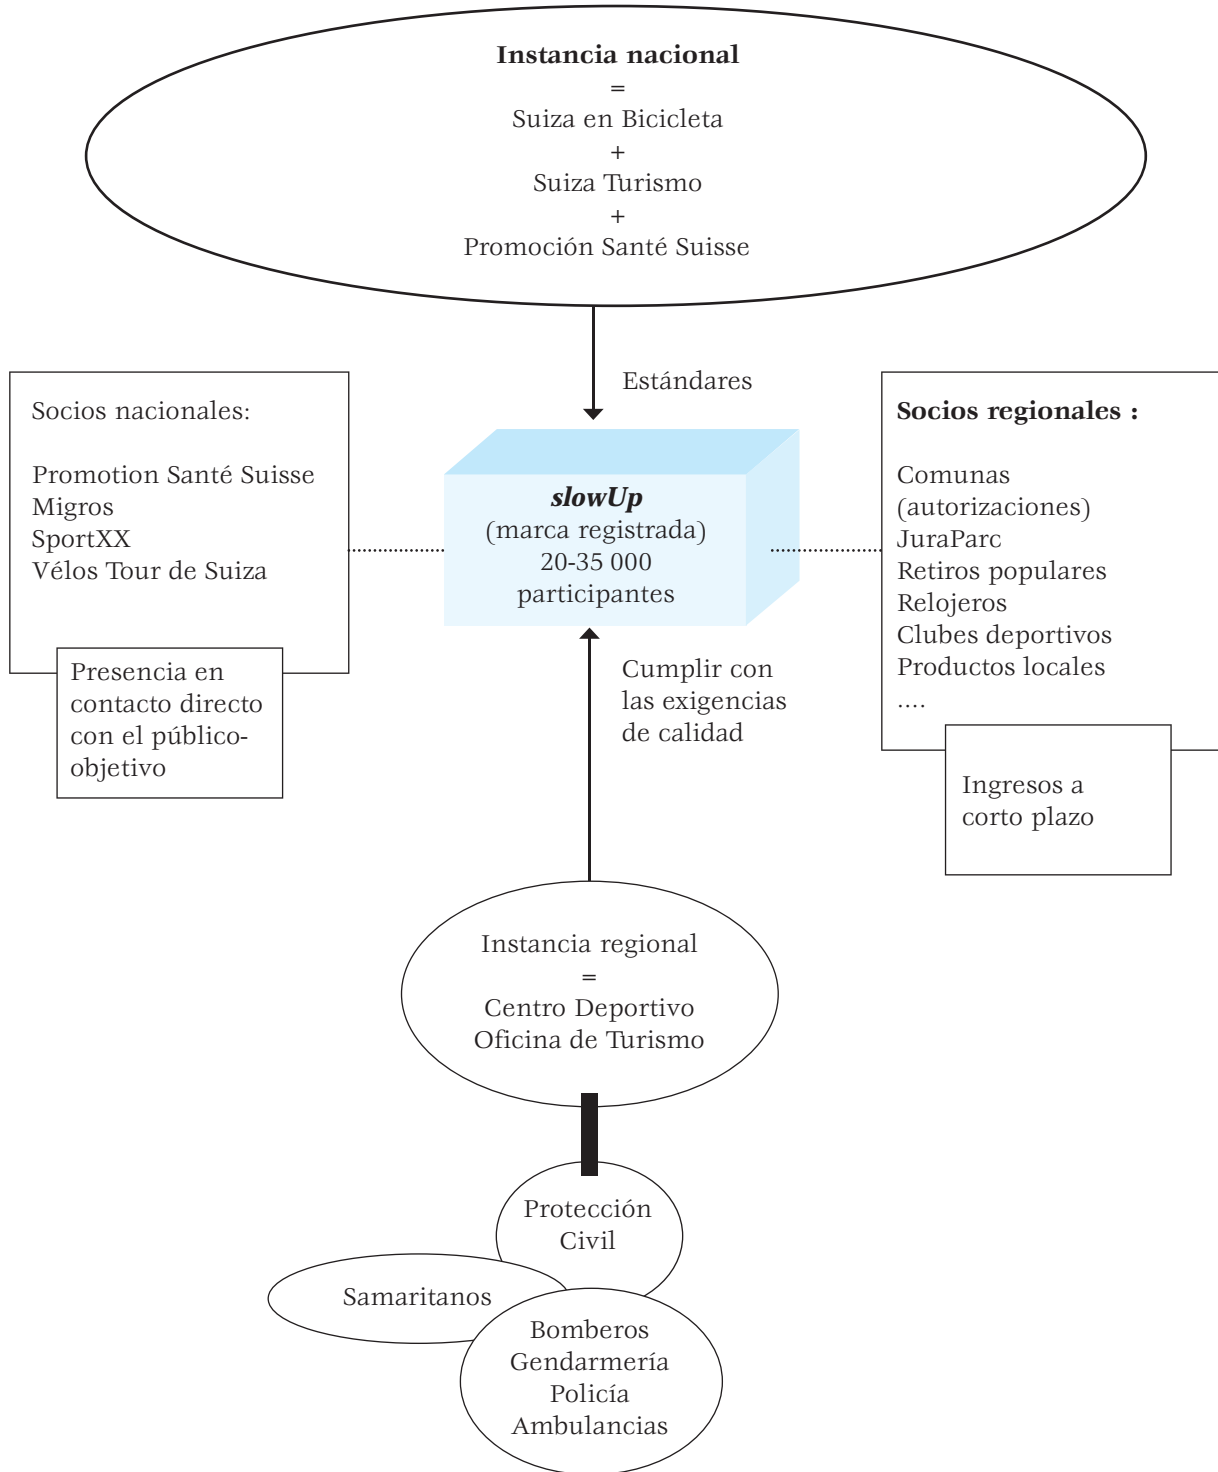 Instancia nacional
=
Suiza en Bicicleta
+
Suiza Turismo
+
Promoción Santé Suisse
Estándares
Socios nacionales:
Promotion Santé Suisse
Migros
SportXX
Vélos Tour de Suiza
Presencia en
contacto directo
con el público-
objetivo
slowUp
(marca registrada)
20-35 000
participantes
Socios regionales :
Comunas
(autorizaciones)
JuraParc
Retiros populares
Relojeros
Clubes deportivos
Productos locales
....
Ingresos a
corto plazo
Cumplir con
las exigencias
de calidad
Instancia regional
=
Centro Deportivo
Oficina de Turismo
Protección
Civil
Samaritanos
Bomberos
Gendarmería
Policía
Ambulancias